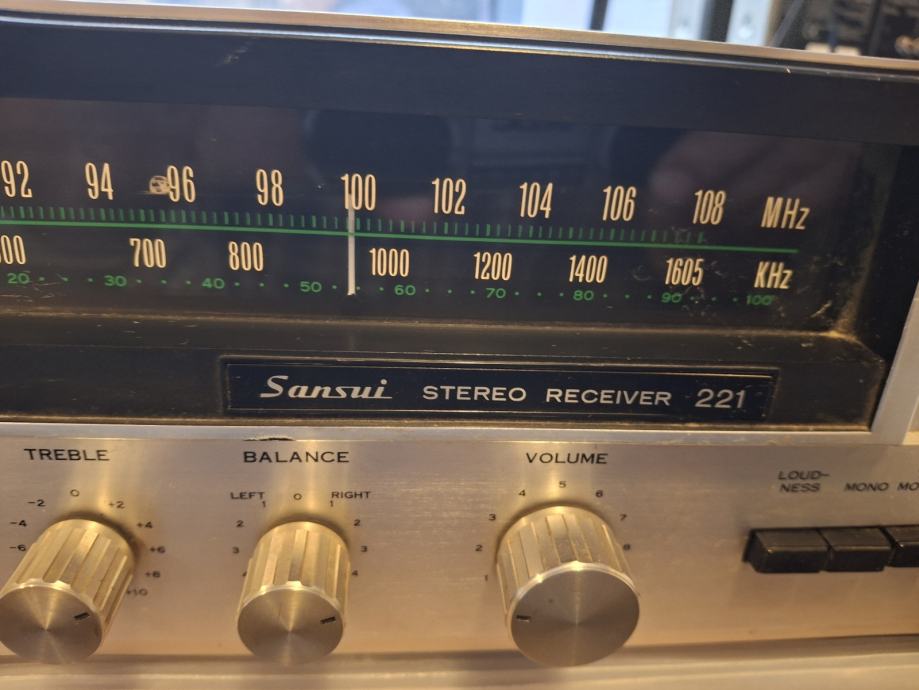 92 94 96 98 100 102 104 106 108 MHz
700 800 1000 1200 1400 1605 KHz
20 30 40 50 60 70 80 90 100
Sansui STEREO RECEIVER 221
TREBLE BALANCE VOLUME
LOUD-
NESS MONO
LEFT 0 RIGHT
-2 0 +2
1 1
4 5 6
-4 +4
2 2
3 7
-6 +6
3 3
2 8
+8
4
1
+10